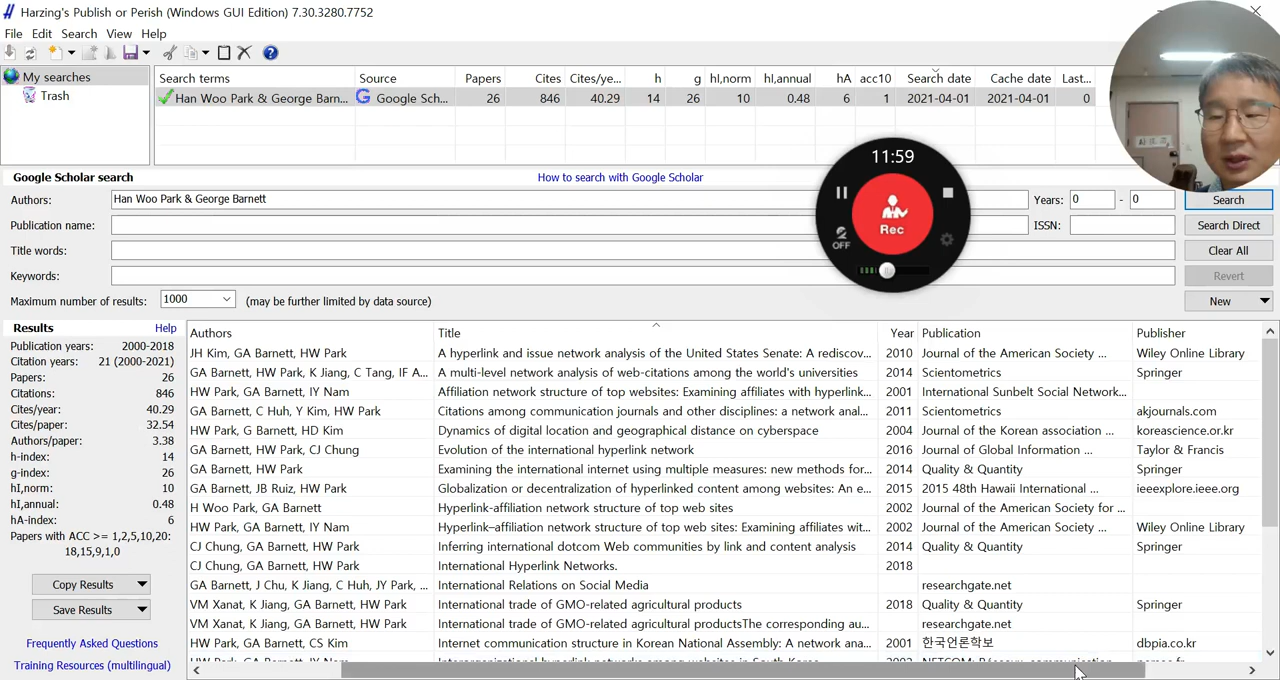 Harzing's Publish or Perish (Windows GUI Edition) 7.30.3280.7752
File Edit Search View Help
My searches
Trash
Search terms Source Papers Cites Cites/ye... h g hI,norm hI,annual hA acc10 Search date Cache date Last...
Han Woo Park & George Barn... Google Sch... 26 846 40.29 14 26 10 0.48 6 1 2021-04-01 2021-04-01 0
11:59
Rec
OFF
Google Scholar search How to search with Google Scholar
Authors: Han Woo Park & George Barnett Years: 0 - 0 Search
Publication name: ISSN: Search Direct
Title words: Clear All
Keywords: Revert
Maximum number of results: 1000 (may be further limited by data source) New
Results Help
Publication years: 2000-2018
Citation years: 21 (2000-2021)
Papers: 26
Citations: 846
Cites/year: 40.29
Cites/paper: 32.54
Authors/paper: 3.38
h-index: 14
g-index: 26
hI,norm: 10
hI,annual: 0.48
hA-index: 6
Papers with ACC >= 1,2,5,10,20:
18,15,9,1,0
Copy Results
Save Results
Frequently Asked Questions
Training Resources (multilingual)
Authors Title Year Publication Publisher
JH Kim, GA Barnett, HW Park A hyperlink and issue network analysis of the United States Senate: A rediscov... 2010 Journal of the American Society ... Wiley Online Library
GA Barnett, HW Park, K Jiang, C Tang, IF A... A multi-level network analysis of web-citations among the world's universities 2014 Scientometrics Springer
HW Park, GA Barnett, IY Nam Affiliation network structure of top websites: Examining affiliates with hyperlink... 2001 International Sunbelt Social Network...
GA Barnett, C Huh, Y Kim, HW Park Citations among communication journals and other disciplines: a network anal... 2011 Scientometrics akjournals.com
HW Park, G Barnett, HD Kim Dynamics of digital location and geographical distance on cyberspace 2004 Journal of the Korean association ... koreascience.or.kr
GA Barnett, HW Park, CJ Chung Evolution of the international hyperlink network 2016 Journal of Global Information ... Taylor & Francis
GA Barnett, HW Park Examining the international internet using multiple measures: new methods for... 2014 Quality & Quantity Springer
GA Barnett, JB Ruiz, HW Park Globalization or decentralization of hyperlinked content among websites: An e... 2015 2015 48th Hawaii International ... ieeexplore.ieee.org
H Woo Park, GA Barnett Hyperlink-affiliation network structure of top web sites 2002 Journal of the American Society for ...
HW Park, GA Barnett, IY Nam Hyperlink–affiliation network structure of top web sites: Examining affiliates wit... 2002 Journal of the American Society ... Wiley Online Library
CJ Chung, GA Barnett, HW Park Inferring international dotcom Web communities by link and content analysis 2014 Quality & Quantity Springer
CJ Chung, GA Barnett, HW Park International Hyperlink Networks. 2018
GA Barnett, J Chu, K Jiang, C Huh, JY Park, ... International Relations on Social Media researchgate.net
VM Xanat, K Jiang, GA Barnett, HW Park International trade of GMO-related agricultural products 2018 Quality & Quantity Springer
VM Xanat, K Jiang, GA Barnett, HW Park International trade of GMO-related agricultural productsThe corresponding au... researchgate.net
HW Park, GA Barnett, CS Kim Internet communication structure in Korean National Assembly: A network ana... 2001 한국언론학보 dbpia.co.kr